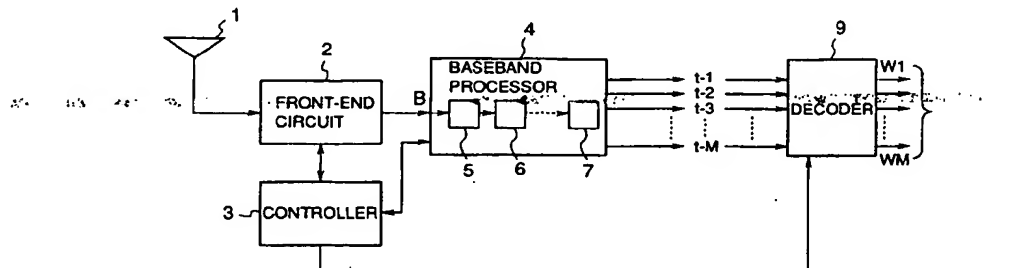 1
2
FRONT-END
CIRCUIT
3
CONTROLLER
B
4
BASEBAND
PROCESSOR
5
6
7
t-1
t-2
t-3
t-M
9
DECODER
W1
WM